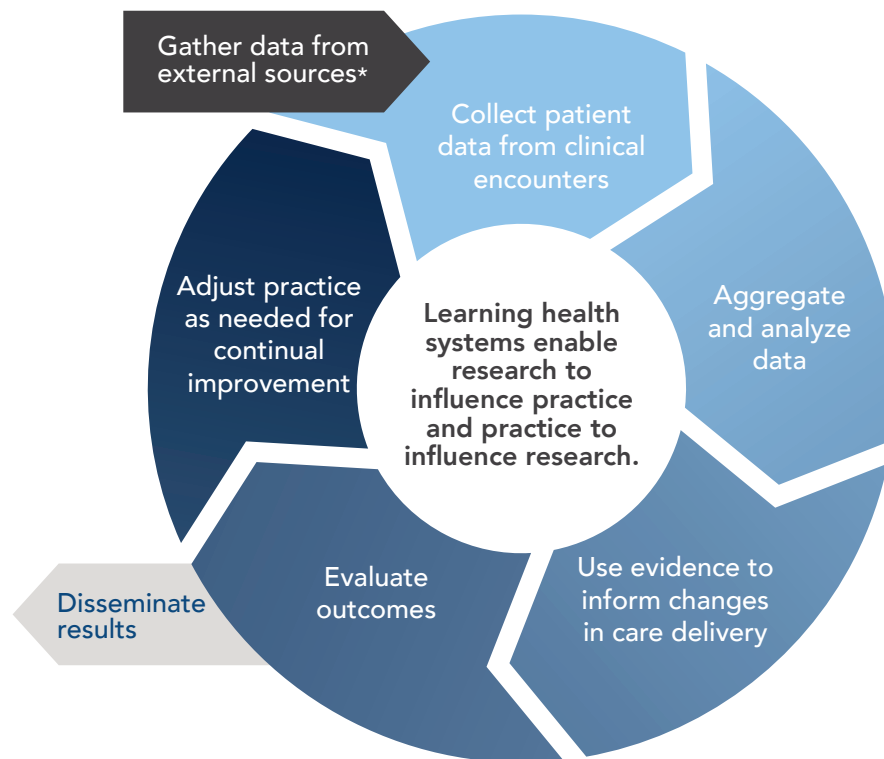 Gather data from
external sources*
Collect patient
data from clinical
encounters
Aggregate
and analyze
data
Use evidence to
inform changes
in care delivery
Evaluate
outcomes
Disseminate
results
Adjust practice
as needed for
continual
improvement
Learning health
systems enable
research to
influence practice
and practice to
influence research.